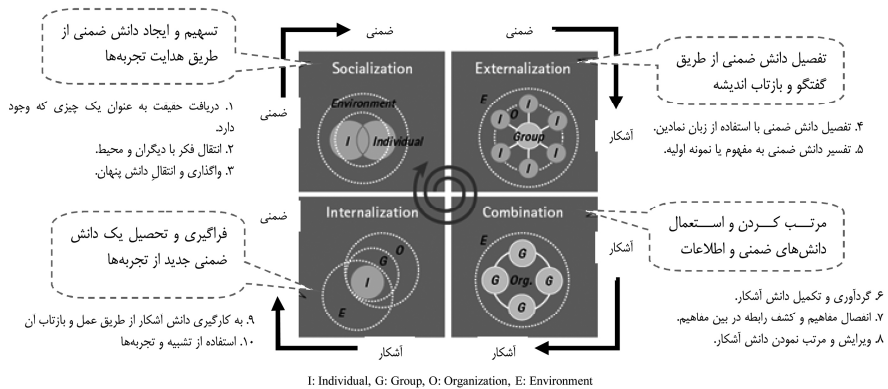 تسهیم و ایجاد دانش ضمنی از
طریق هدایت تجربه‌ها
ضمنی
ضمنی
تفصیل دانش ضمنی از طریق
گفتگو و بازتاب اندیشه
Socialization
Environment
I
Individual
Externalization
E
O
I
I
I
Group
I
I
I
۱. دریافت حقیقت به عنوان یک چیزی که وجود
دارد.
۲. انتقال فکر با دیگران و محیط.
۳. واگذاری و انتقالِ دانش پنهان.
ضمنی
آشکار
۴. تفصیل دانش ضمنی با استفاده از زبان نمادین.
۵. تفسیر دانش ضمنی به مفهوم یا نمونه اولیه.
فراگیری و تحصیل یک دانش
ضمنی جدید از تجربه‌ها
ضمنی
Internalization
O
G
I
E
Combination
E
G
G
Org.
G
G
آشکار
مرتب کردن و استعمال
دانش‌های ضمنی و اطلاعات
۶. گردآوری و تکمیل دانش آشکار.
۷. انفصال مفاهیم و کشف رابطه در بین مفاهیم.
۸. ویرایش و مرتب نمودن دانش آشکار.
۹. به کارگیری دانش اشکار از طریق عمل و بازتاب ان
۱۰. استفاده از تشبیه و تجربه‌ها
آشکار
آشکار
I: Individual, G: Group, O: Organization, E: Environment